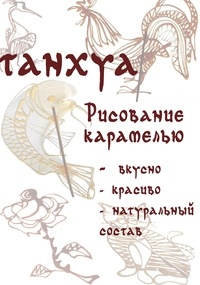 танхуа
Рисование
карамелью
- вкусно
- красиво
- натуральный
состав